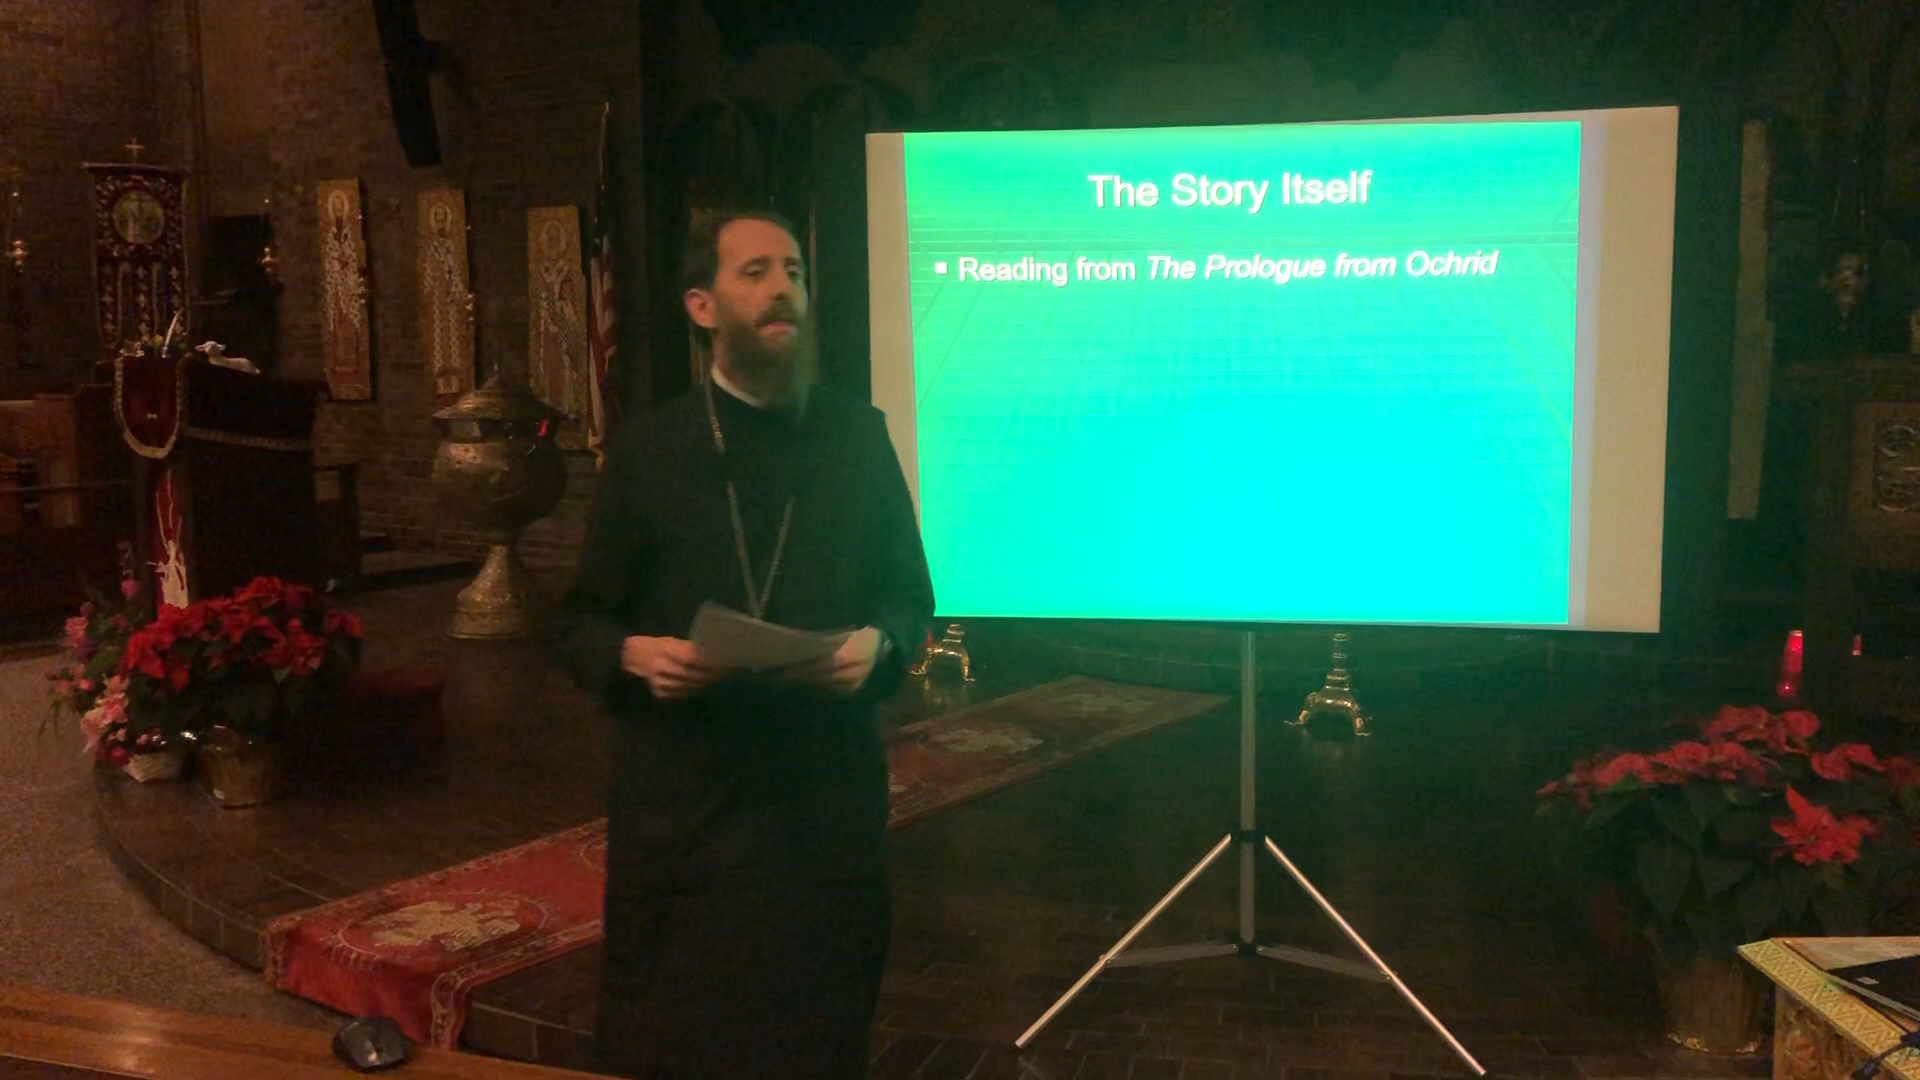 The Story Itself
Reading from The Prologue from Ochrid